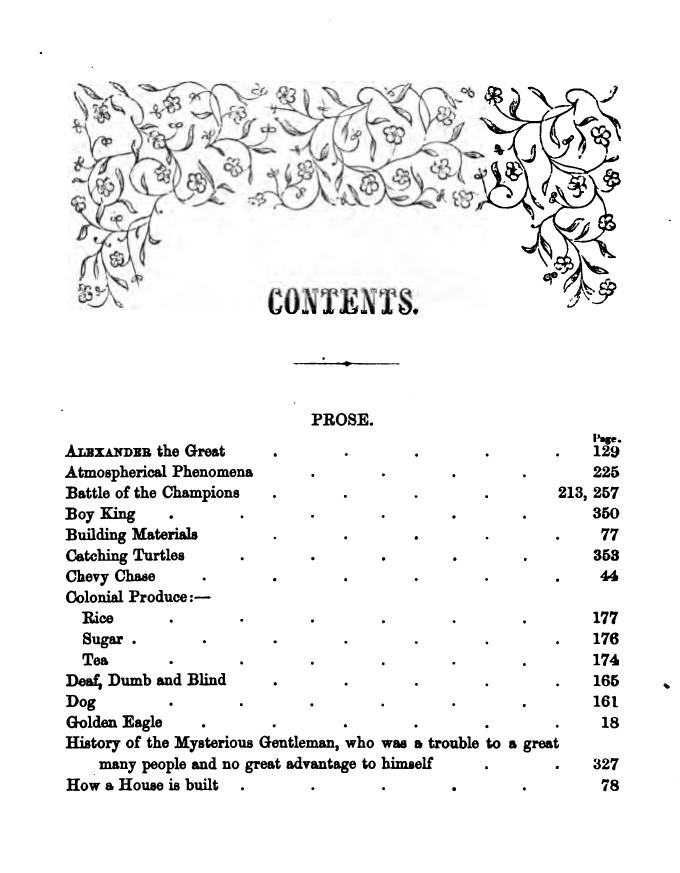 CONTENTS.
PROSE.
Page.
ALEXANDER the Great . . . . . 129
Atmospherical Phenomena . . . . 225
Battle of the Champions . . . . 213, 257
Boy King . . . . . . 350
Building Materials . . . . . 77
Catching Turtles . . . . . 353
Chevy Chase . . . . . . 44
Colonial Produce:—
Rice . . . . . . 177
Sugar . . . . . . . 176
Tea . . . . . . 174
Deaf, Dumb and Blind . . . . . 165
Dog . . . . . . 161
Golden Eagle . . . . . . 18
History of the Mysterious Gentleman, who was a trouble to a great
many people and no great advantage to himself . . 327
How a House is built . . . . . 78